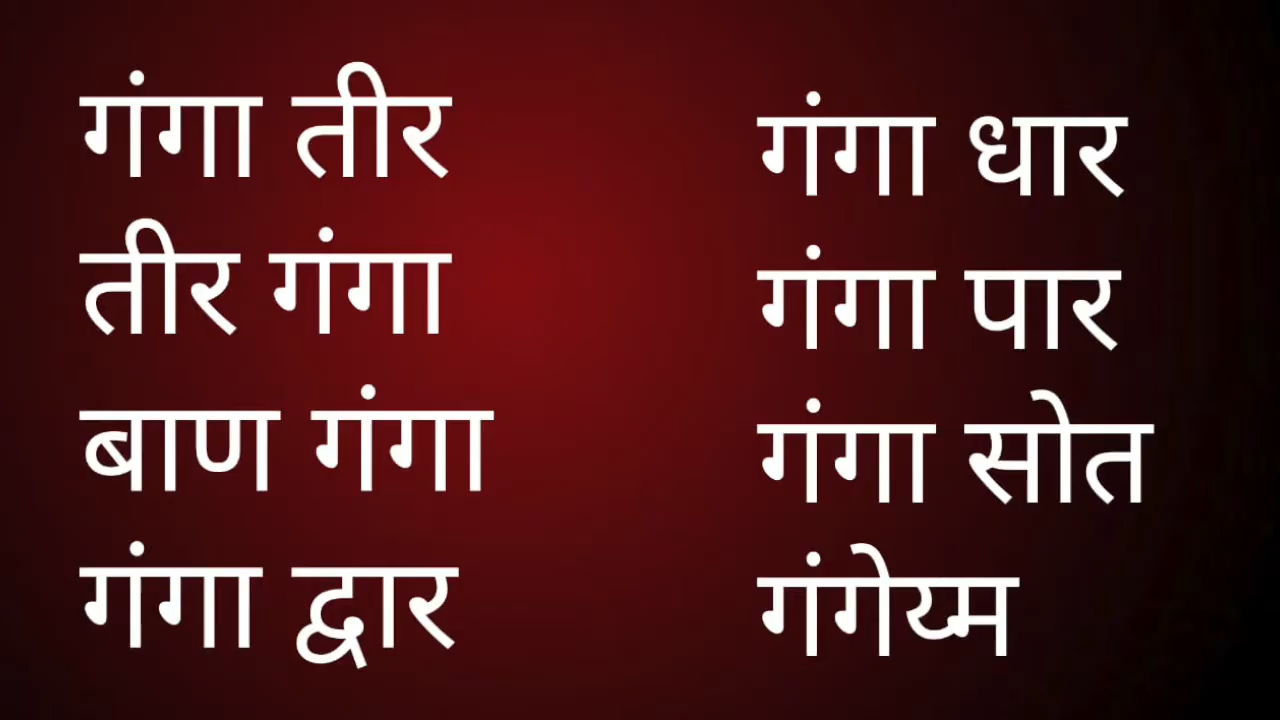 गंगा तीर
तीर गंगा
बाण गंगा
गंगा द्वार
गंगा धार
गंगा पार
गंगा सोत
गंगेय्म